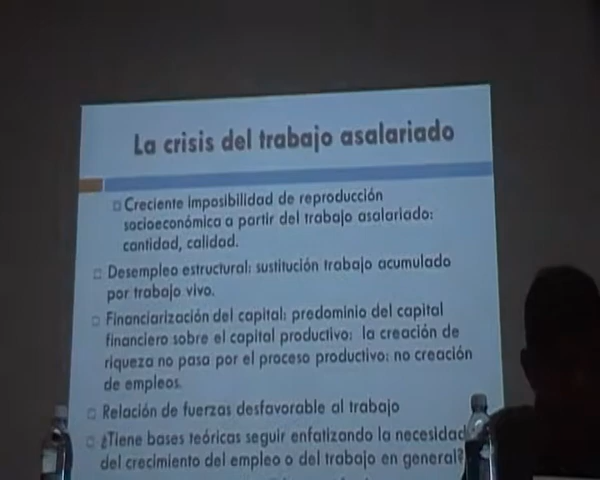 La crisis del trabajo asalariado
Creciente imposibilidad de reproducción
socioeconómica a partir del trabajo asalariado:
cantidad, calidad.
Desempleo estructural: sustitución trabajo acumulado
por trabajo vivo.
Financiarización del capital: predominio del capital
financiero sobre el capital productivo: la creación de
riqueza no pasa por el proceso productivo: no creación
de empleos.
Relación de fuerzas desfavorable al trabajo
¿Tiene bases teóricas seguir enfatizando la necesidad
del crecimiento del empleo o del trabajo en general?